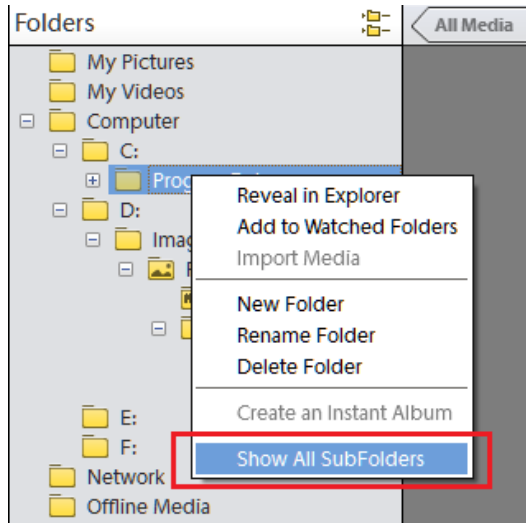 Folders
All Media
My Pictures
My Videos
Computer
C:
Reveal in Explorer
Add to Watched Folders
Import Media
D:
New Folder
Rename Folder
Delete Folder
Create an Instant Album
E:
F:
Show All SubFolders
Network
Offline Media